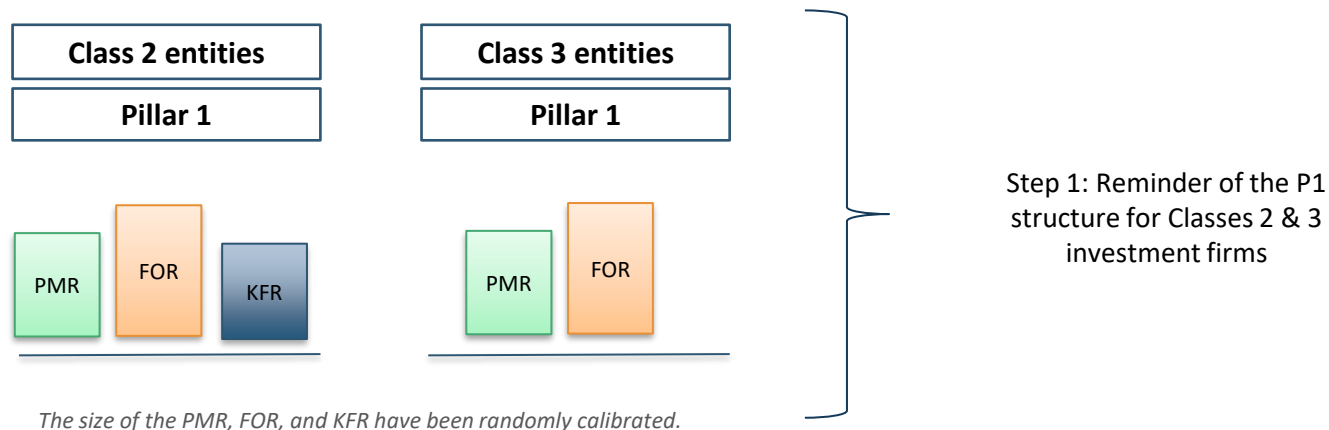 Class 2 entities
Pillar 1
PMR
FOR
KFR
Class 3 entities
Pillar 1
PMR
FOR
Step 1: Reminder of the P1
structure for Classes 2 & 3
investment firms
The size of the PMR, FOR, and KFR have been randomly calibrated.